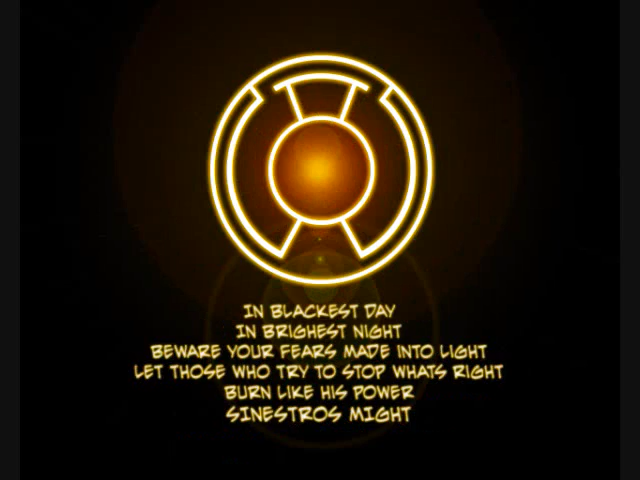 IN BLACKEST DAY
IN BRIGHEST NIGHT
BEWARE YOUR FEARS MADE INTO LIGHT
LET THOSE WHO TRY TO STOP WHATS RIGHT
BURN LIKE HIS POWER
SINESTROS MIGHT